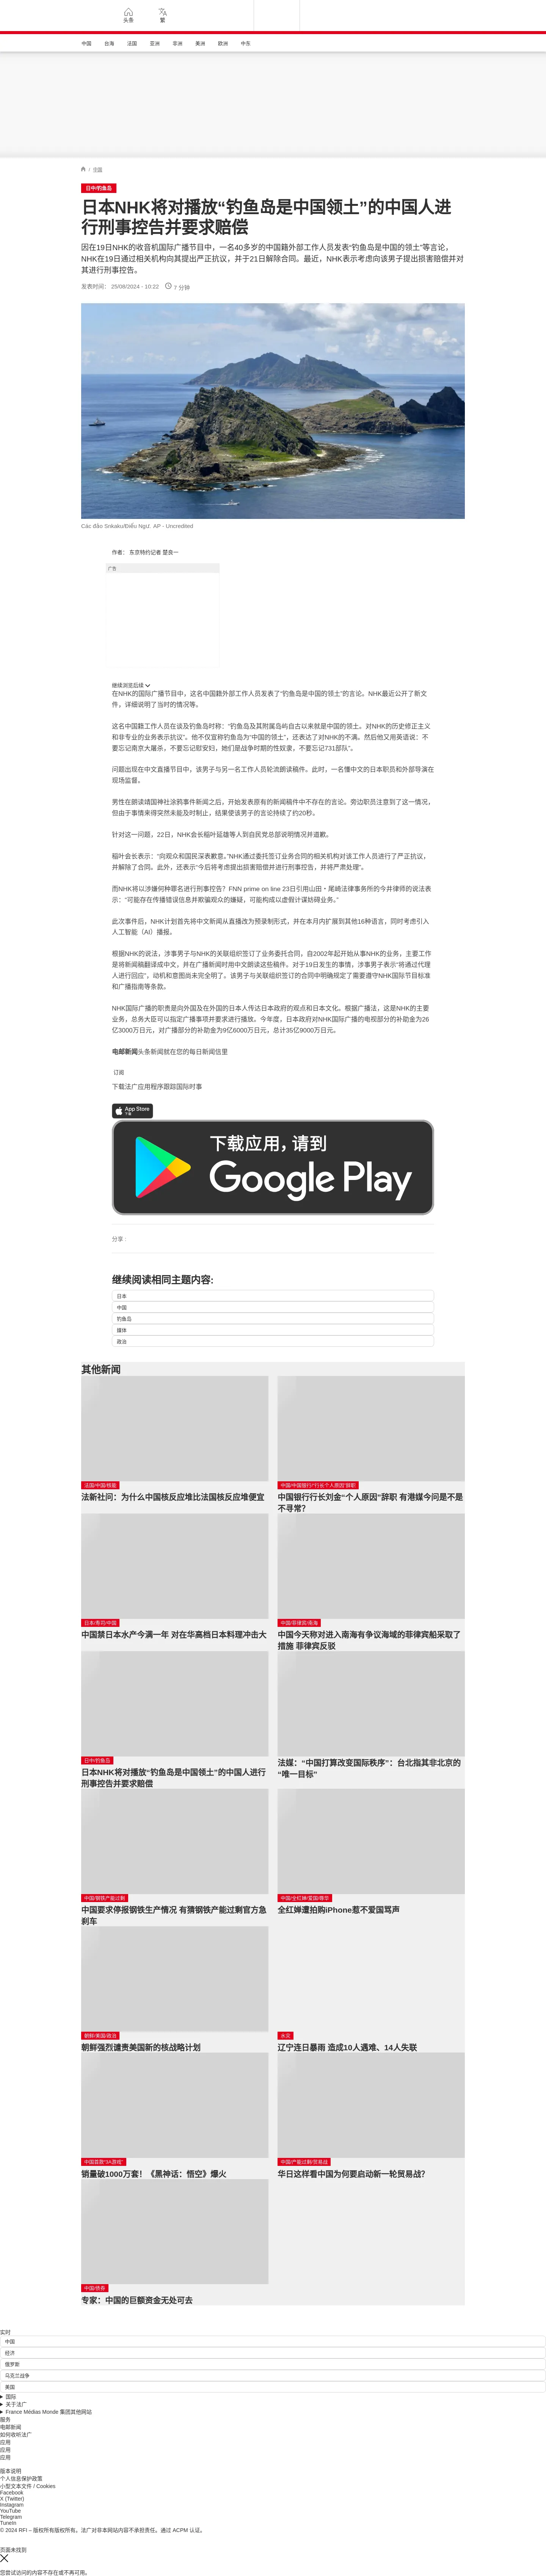 头条
繁
中国 台海 法国 亚洲 非洲 美洲 欧洲 中东
/ 中国
日中/钓鱼岛
日本NHK将对播放“钓鱼岛是中国领土”的中国人进
行刑事控告并要求赔偿
因在19日NHK的收音机国际广播节目中，一名40多岁的中国籍外部工作人员发表“钓鱼岛是中国的领土”等言论，
NHK在19日通过相关机构向其提出严正抗议，并于21日解除合同。最近，NHK表示考虑向该男子提出损害赔偿并对
其进行刑事控告。
发表时间： 25/08/2024 - 10:22 7 分钟
Các đảo Snkaku/Điếu Ngư. AP - Uncredited
作者： 东京特约记者 楚良一
广告
继续浏览后续
在NHK的国际广播节目中，这名中国籍外部工作人员发表了“钓鱼岛是中国的领土”的言论。NHK最近公开了新文
件，详细说明了当时的情况等。
这名中国籍工作人员在谈及钓鱼岛时称：“钓鱼岛及其附属岛屿自古以来就是中国的领土。对NHK的历史修正主义
和非专业的业务表示抗议”。他不仅宣称钓鱼岛为“中国的领土”，还表达了对NHK的不满。然后他又用英语说：不
要忘记南京大屠杀，不要忘记慰安妇，她们是战争时期的性奴隶，不要忘记731部队”。
问题出现在中文直播节目中，该男子与另一名工作人员轮流朗读稿件。此时，一名懂中文的日本职员和外部导演在
现场监督。
男性在朗读靖国神社涂鸦事件新闻之后，开始发表原有的新闻稿件中不存在的言论。旁边职员注意到了这一情况，
但由于事情来得突然未能及时制止，结果使该男子的言论持续了约20秒。
针对这一问题，22日，NHK会长稲叶延雄等人到自民党总部说明情况并道歉。
稲叶会长表示：“向观众和国民深表歉意。”NHK通过委托签订业务合同的相关机构对该工作人员进行了严正抗议，
并解除了合同。此外，还表示“今后将考虑提出损害赔偿并进行刑事控告，并将严肃处理”。
而NHK将以涉嫌何种罪名进行刑事控告？FNN prime on line 23日引用山田・尾崎法律事务所的今井律师的说法表
示：“可能存在传播错误信息并欺骗观众的嫌疑，可能构成以虚假计谋妨碍业务。”
此次事件后，NHK计划首先将中文新闻从直播改为预录制形式，并在本月内扩展到其他16种语言，同时考虑引入
人工智能（AI）播报。
根据NHK的说法，涉事男子与NHK的关联组织签订了业务委托合同，自2002年起开始从事NHK的业务，主要工作
是将新闻稿翻译成中文，并在广播新闻时用中文朗读这些稿件。对于19日发生的事情，涉事男子表示“将通过代理
人进行回应”，动机和意图尚未完全明了，该男子与关联组织签订的合同中明确规定了需要遵守NHK国际节目标准
和广播指南等条款。
NHK国际广播的职责是向外国及在外国的日本人传达日本政府的观点和日本文化。根据广播法，这是NHK的主要
业务，总务大臣可以指定广播事项并要求进行播放。今年度，日本政府对NHK国际广播的电视部分的补助金为26
亿3000万日元，对广播部分的补助金为9亿6000万日元，总计35亿9000万日元。
电邮新闻头条新闻就在您的每日新闻信里
订阅
下载法广应用程序跟踪国际时事
App Store
下载
下载应用，请到
Google Play
分享 :
继续阅读相同主题内容:
日本
中国
钓鱼岛
媒体
政治
其他新闻
法国/中国/核能
法新社问：为什么中国核反应堆比法国核反应堆便宜
中国/中国银行/“行长个人原因”辞职
中国银行行长刘金“个人原因”辞职 有港媒今问是不是
不寻常？
日本/寿司/中国
中国禁日本水产今满一年 对在华高档日本料理冲击大
中国/菲律宾/南海
中国今天称对进入南海有争议海域的菲律宾船采取了
措施 菲律宾反驳
日中/钓鱼岛
日本NHK将对播放“钓鱼岛是中国领土”的中国人进行
刑事控告并要求赔偿
法媒：“中国打算改变国际秩序”：台北指其非北京的
“唯一目标”
中国/钢铁产能过剩
中国要求停报钢铁生产情况 有猜钢铁产能过剩官方急
刹车
中国/全红婵/爱国/辱华
全红婵遭拍购iPhone惹不爱国骂声
朝鲜/美国/政治
朝鲜强烈谴责美国新的核战略计划
水灾
辽宁连日暴雨 造成10人遇难、14人失联
中国首款“3A游戏”
销量破1000万套！《黑神话：悟空》爆火
中国/产能过剩/贸易战
华日这样看中国为何要启动新一轮贸易战？
中国/债券
专家：中国的巨额资金无处可去
实时
中国
经济
俄罗斯
乌克兰战争
美国
国际
关于法广
France Médias Monde 集团其他网站
服务
电邮新闻
如何收听法广
应用
应用
应用
版本说明
个人信息保护政策
小型文本文件 / Cookies
Facebook
X (Twitter)
Instagram
YouTube
Telegram
TuneIn
© 2024 RFI – 版权所有版权所有。法广对非本网站内容不承担责任。通过 ACPM 认证。
页面未找到
您尝试访问的内容不存在或不再可用。